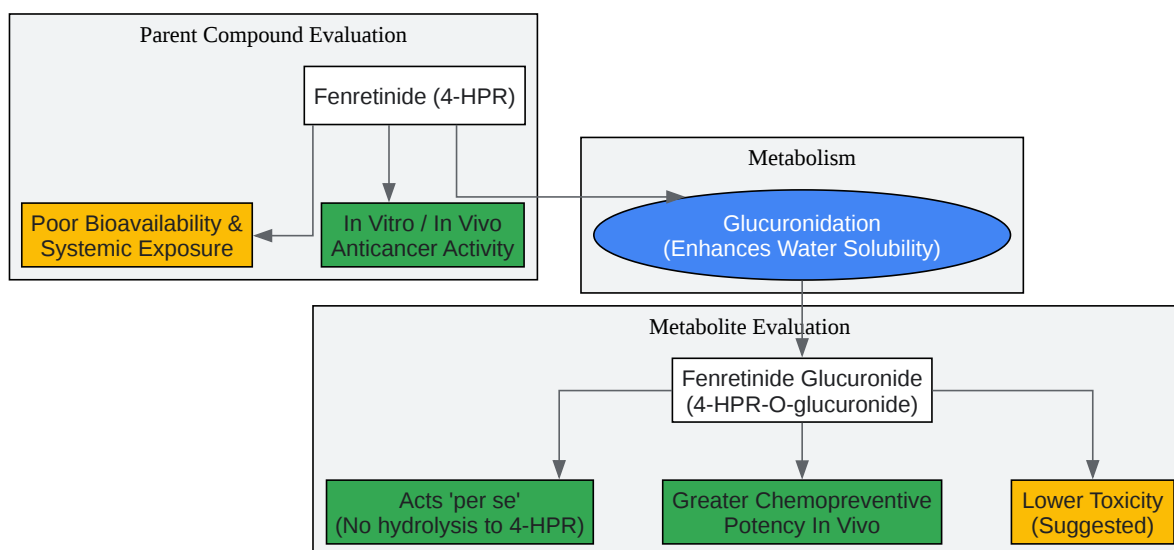 Parent Compound Evaluation
Fenretinide (4-HPR)
Poor Bioavailability &
Systemic Exposure
In Vitro / In Vivo
Anticancer Activity
Metabolism
Glucuronidation
(Enhances Water Solubility)
Metabolite Evaluation
Fenretinide Glucuronide
(4-HPR-O-glucuronide)
Acts 'per se'
(No hydrolysis to 4-HPR)
Greater Chemopreventive
Potency In Vivo
Lower Toxicity
(Suggested)